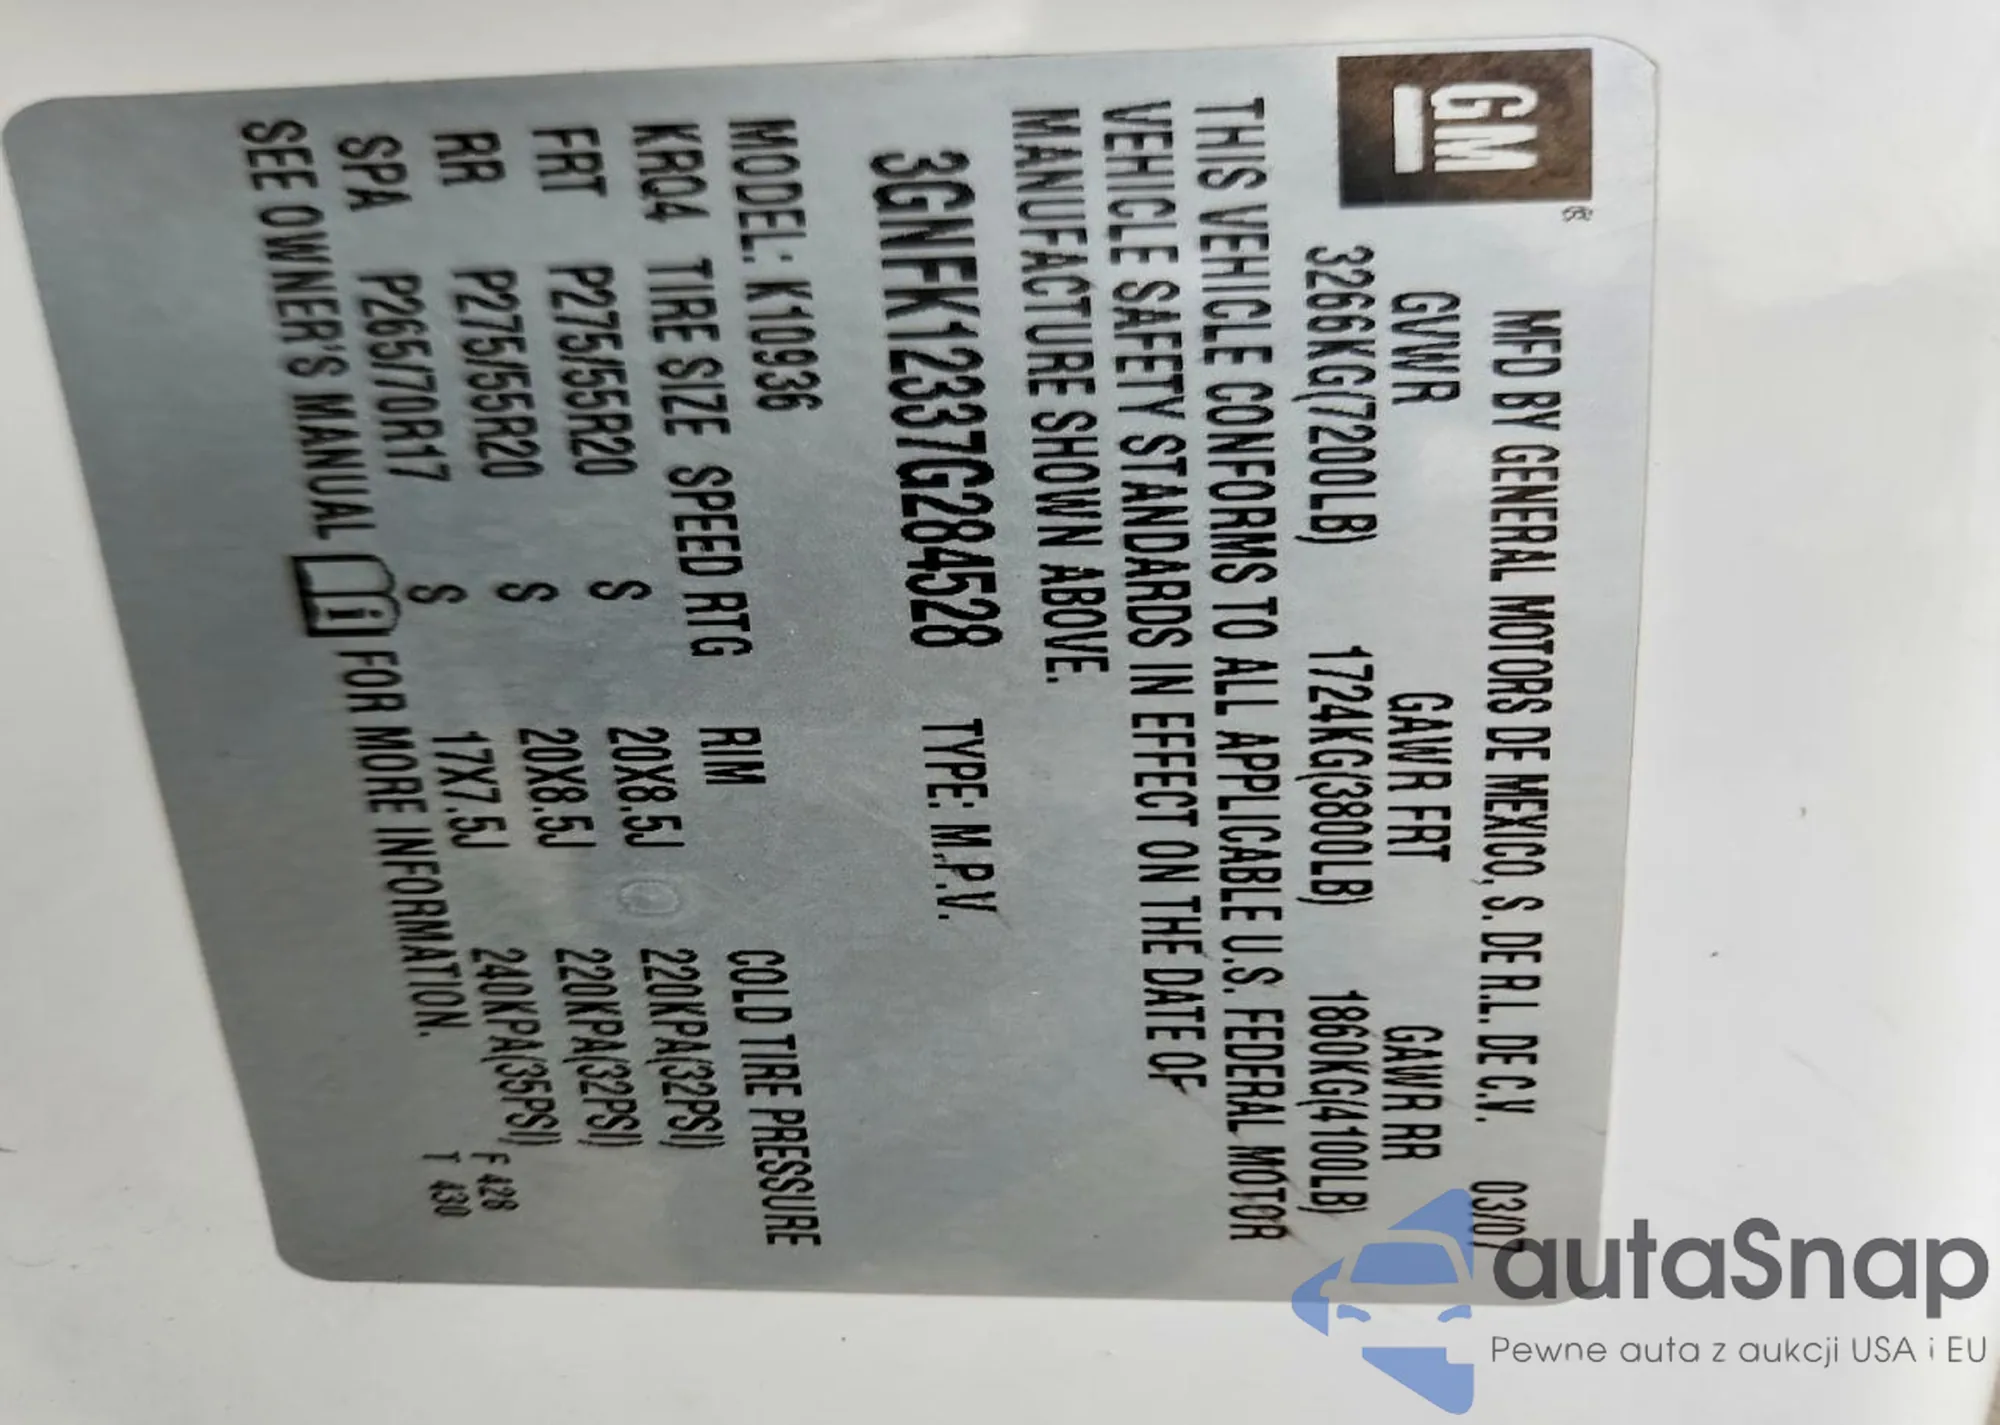 GM®
MFD BY GENERAL MOTORS DE MEXICO, S. DE R.L. DE C.V. 03/07
GVWR GAWR FRT GAWR RR
3266KG(7200LB) 1724KG(3800LB) 1860KG(4100LB)
THIS VEHICLE CONFORMS TO ALL APPLICABLE U.S. FEDERAL MOTOR
VEHICLE SAFETY STANDARDS IN EFFECT ON THE DATE OF
MANUFACTURE SHOWN ABOVE.
3GNFK12337G284528 TYPE: M.P.V.
MODEL: K10936
KRQ4 TIRE SIZE SPEED RTG RIM COLD TIRE PRESSURE
FRT P275/55R20 S 20X8.5J 220KPA(32PSI)
RR P275/55R20 S 20X8.5J 220KPA(32PSI)
SPA P265/70R17 S 17X7.5J 240KPA(35PSI)
SEE OWNER'S MANUAL i FOR MORE INFORMATION.
F 428
T 430
autaSnap
Pewne auta z aukcji USA i EU